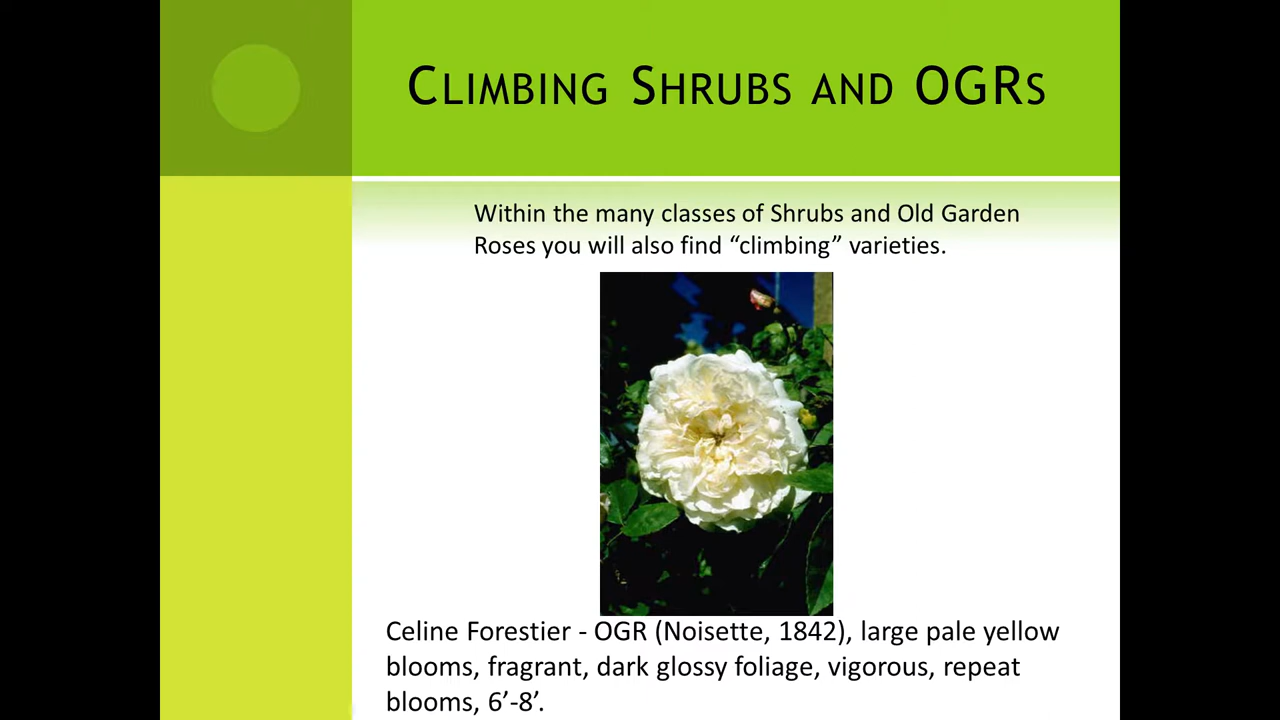 CLIMBING SHRUBS AND OGRS
Within the many classes of Shrubs and Old Garden
Roses you will also find “climbing” varieties.
Celine Forestier - OGR (Noisette, 1842), large pale yellow
blooms, fragrant, dark glossy foliage, vigorous, repeat
blooms, 6’-8’.